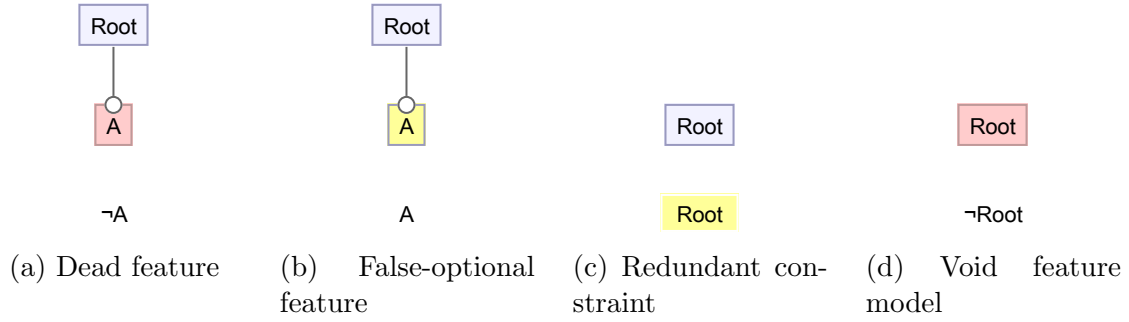 Root
A
¬A
(a) Dead feature
Root
A
A
(b) False-optional
feature
Root
Root
(c) Redundant con-
straint
Root
¬Root
(d) Void feature
model